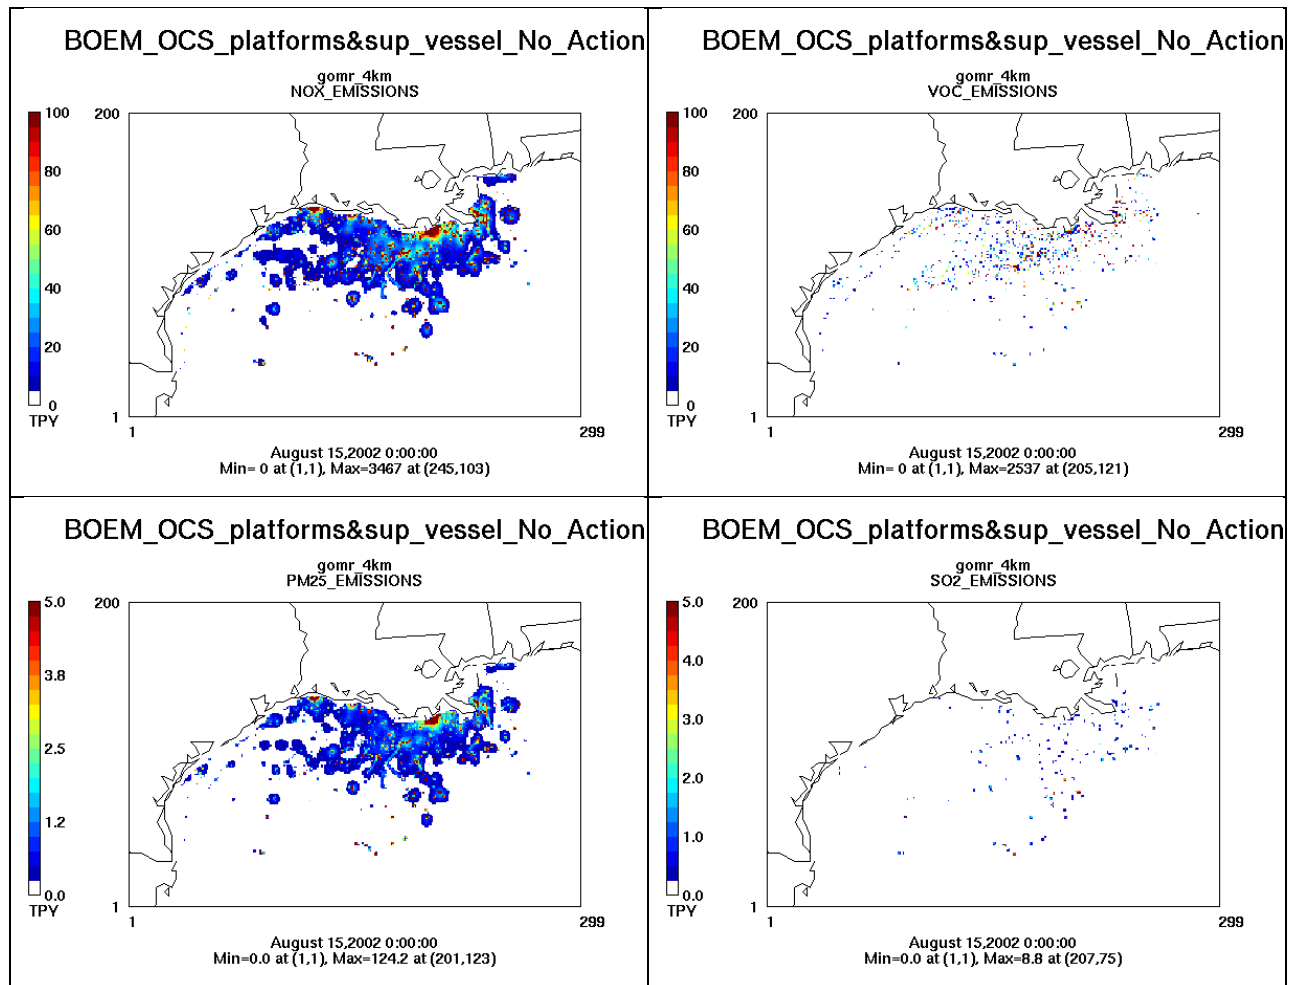 BOEM_OCS_platforms&sup_vessel_No_Action
gomr_4km
NOX_EMISSIONS
100
80
60
40
20
0
TPY
200
1
1
299
August 15,2002 0:00:00
Min= 0 at (1,1), Max=3467 at (245,103)
BOEM_OCS_platforms&sup_vessel_No_Action
gomr_4km
VOC_EMISSIONS
100
80
60
40
20
0
TPY
200
1
1
299
August 15,2002 0:00:00
Min= 0 at (1,1), Max=2537 at (205,121)
BOEM_OCS_platforms&sup_vessel_No_Action
gomr_4km
PM25_EMISSIONS
5.0
3.8
2.5
1.2
0.0
TPY
200
1
1
299
August 15,2002 0:00:00
Min=0.0 at (1,1), Max=124.2 at (201,123)
BOEM_OCS_platforms&sup_vessel_No_Action
gomr_4km
SO2_EMISSIONS
5.0
4.0
3.0
2.0
1.0
0.0
TPY
200
1
1
299
August 15,2002 0:00:00
Min=0.0 at (1,1), Max=8.8 at (207,75)